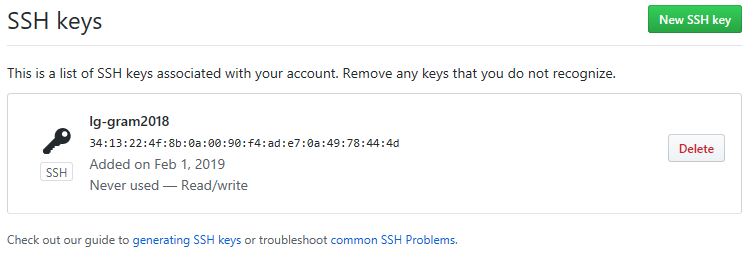 SSH keys
New SSH key
This is a list of SSH keys associated with your account. Remove any keys that you do not recognize.
lg-gram2018
34:13:22:4f:8b:0a:00:90:f4:ad:e7:0a:49:78:44:4d
Added on Feb 1, 2019
Never used — Read/write
SSH
Delete
Check out our guide to generating SSH keys or troubleshoot common SSH Problems.